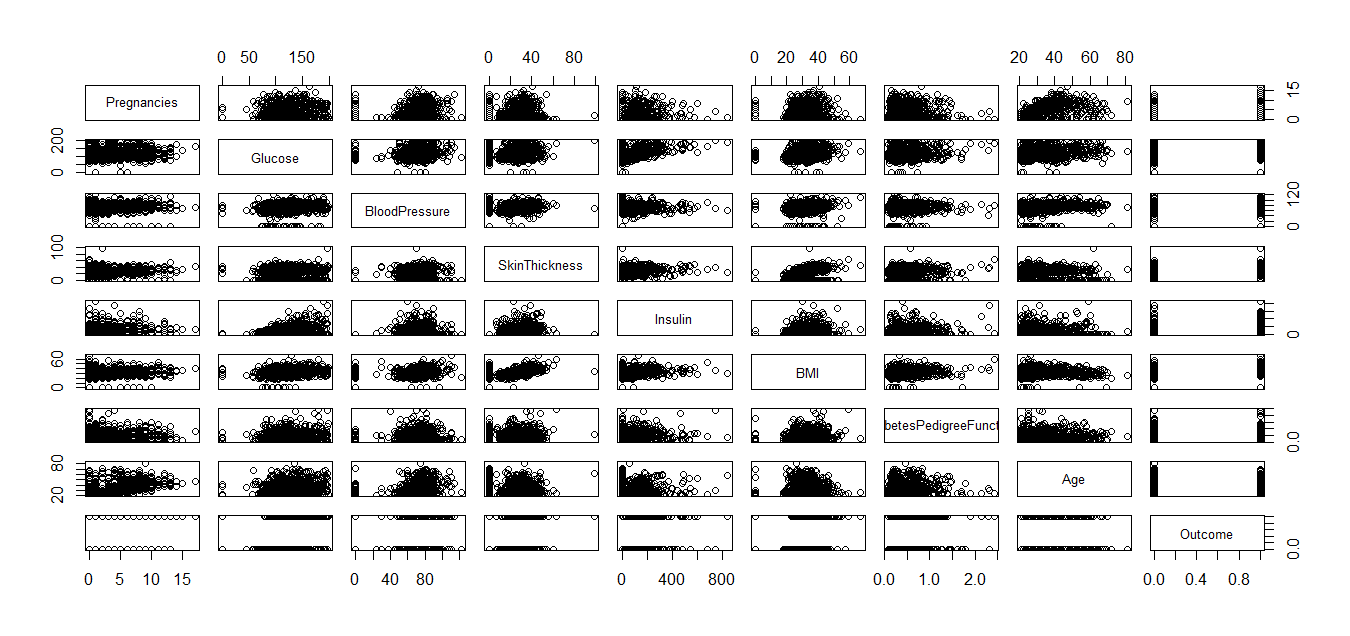 0 50 150
0 40 80
0 20 40 60
20 40 60 80
Pregnancies
0 15
0 200
Glucose
BloodPressure
0 120
0 100
SkinThickness
Insulin
0
0 60
BMI
betesPedigreeFunct
0.0
20 80
Age
Outcome
0.0
0 5 10 15
0 40 80
0 400 800
0.0 1.0 2.0
0.0 0.4 0.8